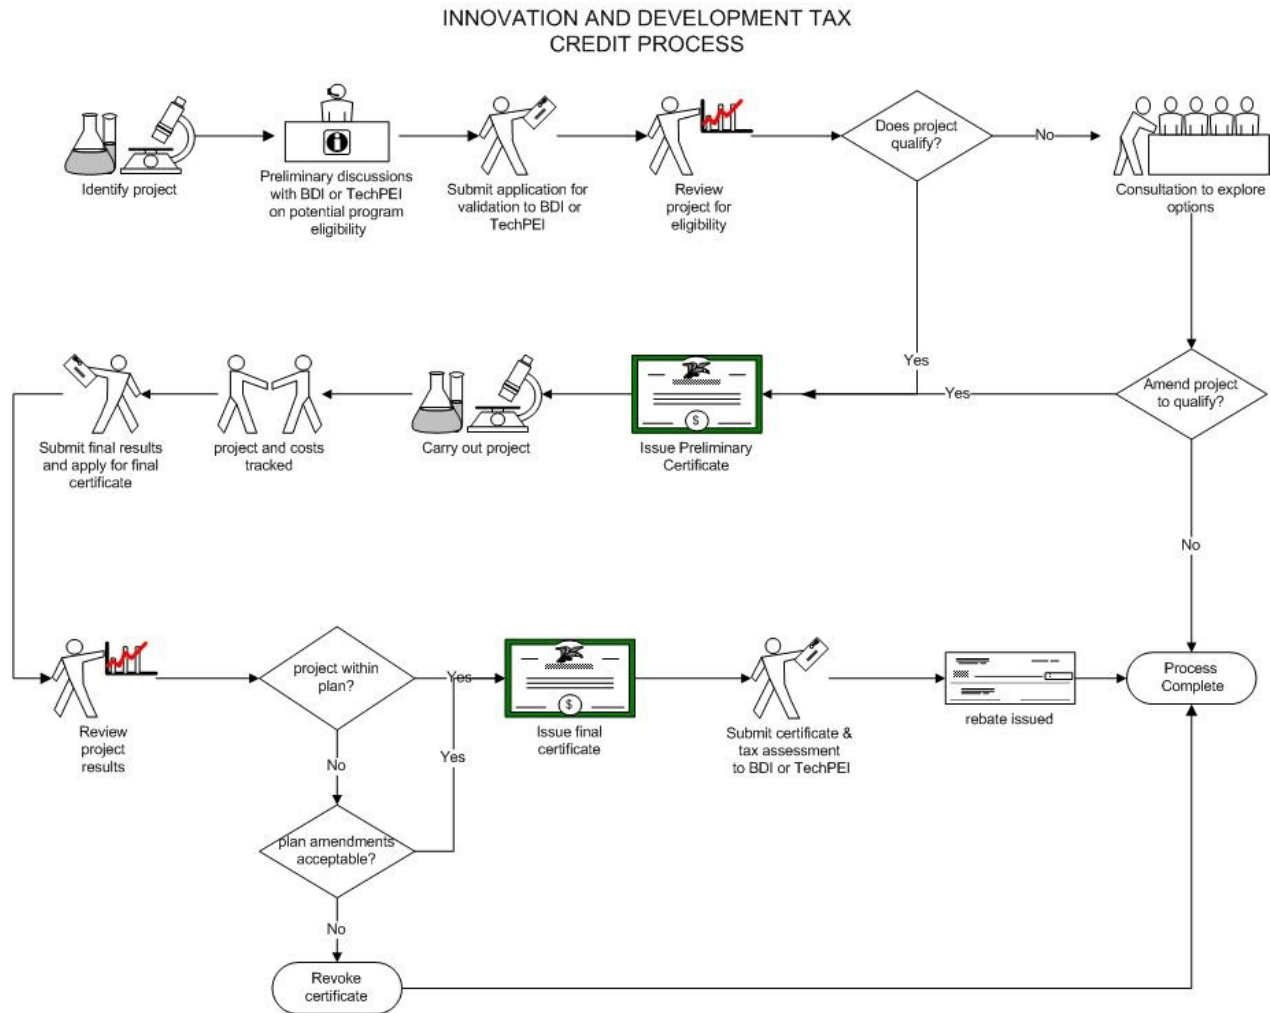 INNOVATION AND DEVELOPMENT TAX
CREDIT PROCESS
Identify project
Preliminary discussions
with BDI or TechPEI
on potential program
eligibility
Submit application for
validation to BDI or
TechPEI
Review
project for
eligibility
Does project
qualify?
No
Consultation to explore
options
Yes
Amend project
to qualify?
Yes
$
Issue Preliminary
Certificate
Carry out project
project and costs
tracked
Submit final results
and apply for final
certificate
No
Review
project
results
project within
plan?
Yes
No
Yes
plan amendments
acceptable?
No
Revoke
certificate
$
Issue final
certificate
Submit certificate &
tax assessment
to BDI or TechPEI
rebate issued
Process
Complete